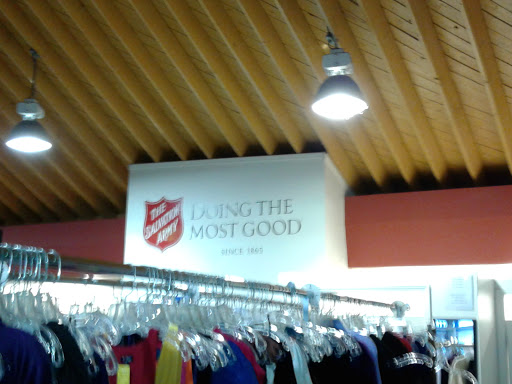 THE
SALVATION
ARMY
DOING THE
MOST GOOD
SINCE 1865